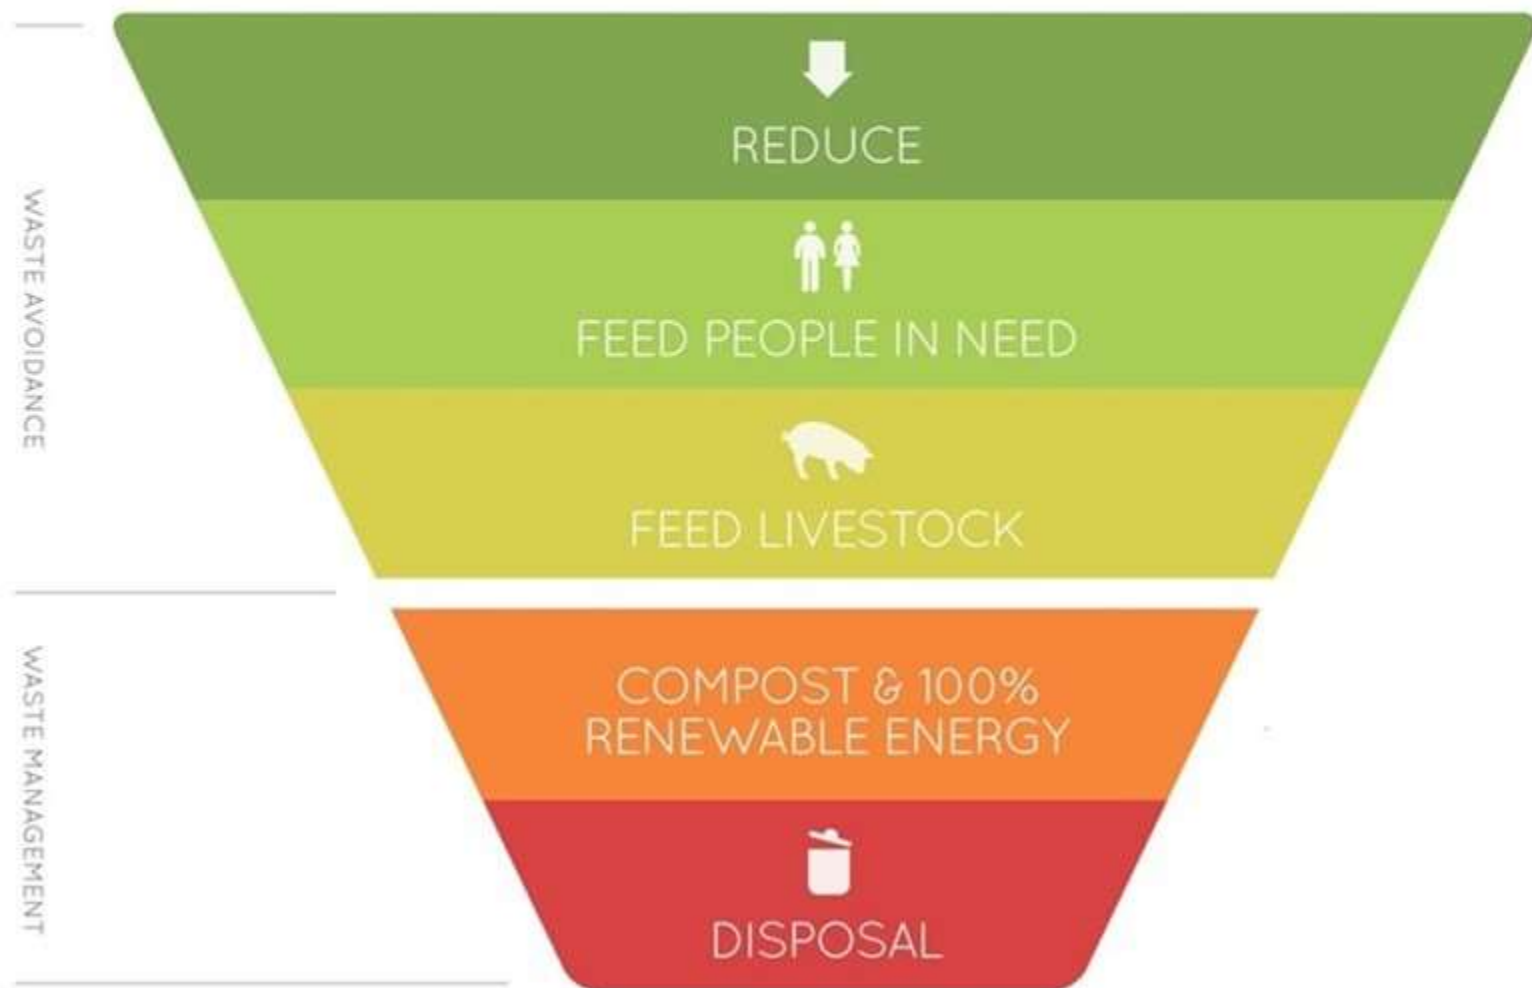 REDUCE
FEED PEOPLE IN NEED
FEED LIVESTOCK
WASTE AVOIDANCE
COMPOST & 100%
RENEWABLE ENERGY
DISPOSAL
WASTE MANAGEMENT